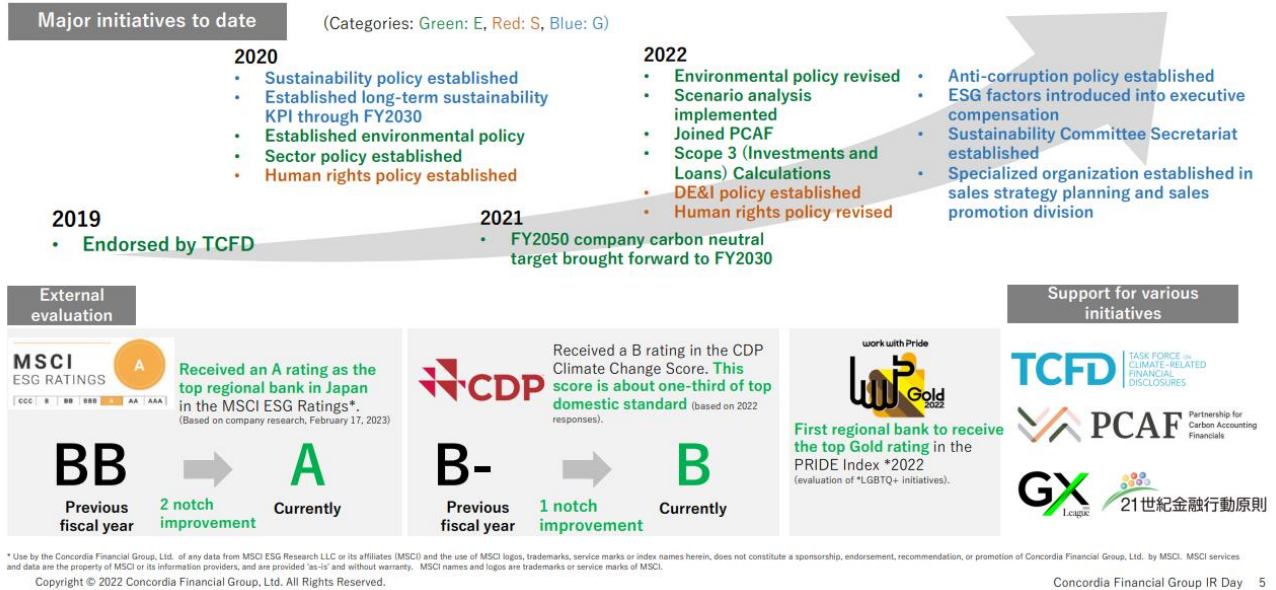 Major initiatives to date
(Categories: Green: E, Red: S, Blue: G)
2020
• Sustainability policy established
• Established long-term sustainability
KPI through FY2030
• Established environmental policy
• Sector policy established
• Human rights policy established
2022
• Environmental policy revised
• Scenario analysis
implemented
• Joined PCAF
• Scope 3 (Investments and
Loans) Calculations
• DE&I policy established
• Human rights policy revised
• Anti-corruption policy established
• ESG factors introduced into executive
compensation
• Sustainability Committee Secretariat
established
• Specialized organization established in
sales strategy planning and sales
promotion division
2019
• Endorsed by TCFD
2021
• FY2050 company carbon neutral
target brought forward to FY2030
External
evaluation
MSCI
ESG RATINGS
A
CCC B BB BBB A AA AAA
Received an A rating as the
top regional bank in Japan
in the MSCI ESG Ratings*.
(Based on company research, February 17, 2023)
BB
Previous
fiscal year
2 notch
improvement
A
Currently
CDP
Received a B rating in the CDP
Climate Change Score. This
score is about one-third of top
domestic standard (based on 2022
responses).
B-
Previous
fiscal year
1 notch
improvement
B
Currently
work with Pride
wwP
Gold
2022
First regional bank to receive
the top Gold rating in the
PRIDE Index *2022
(evaluation of *LGBTQ+ initiatives).
Support for various
initiatives
TCFD
TASK FORCE ON
CLIMATE-RELATED
FINANCIAL
DISCLOSURES
PCAF
Partnership for
Carbon Accounting
Financials
GX
League
21世紀金融行動原則
* Use by the Concordia Financial Group, Ltd. of any data from MSCI ESG Research LLC or its affiliates (MSCI) and the use of MSCI logos, trademarks, service marks or index names herein, does not constitute a sponsorship, endorsement, recommendation, or promotion of Concordia Financial Group, Ltd. by MSCI. MSCI services
and data are the property of MSCI or its information providers, and are provided 'as-is' and without warranty. MSCI names and logos are trademarks or service marks of MSCI.
Copyright © 2022 Concordia Financial Group, Ltd. All Rights Reserved.
Concordia Financial Group IR Day 5